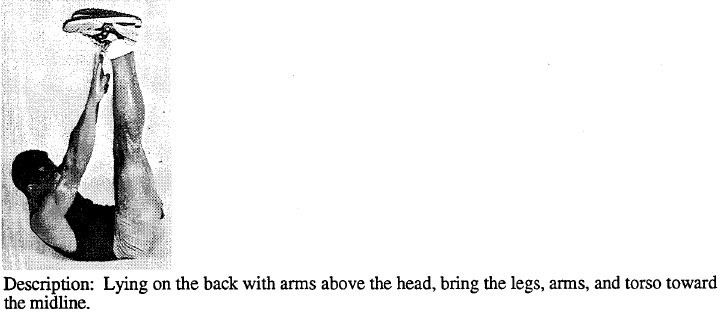 Description: Lying on the back with arms above the head, bring the legs, arms, and torso toward
the midline.